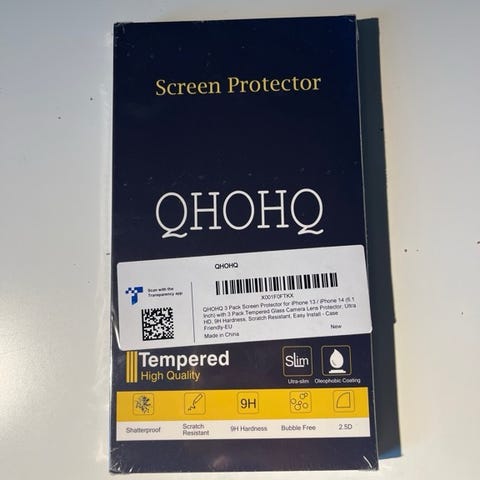 Screen Protector
QHOHQ
QHOHQ
Scan with the
Transparency app
X001F0FTKX
QHOHQ 3 Pack Screen Protector for iPhone 13 / iPhone 14 (6.1
Inch) with 3 Pack Tempered Glass Camera Lens Protector, Ultra
HD, 9H Hardness, Scratch Resistant, Easy Install - Case
Friendly-EU
New
Made in China
Tempered
High Quality
Slim
Utra-slim
Oleophobic Coating
9H
Shatterproof
Scratch
Resistant
9H Hardness
Bubble Free
2.5D